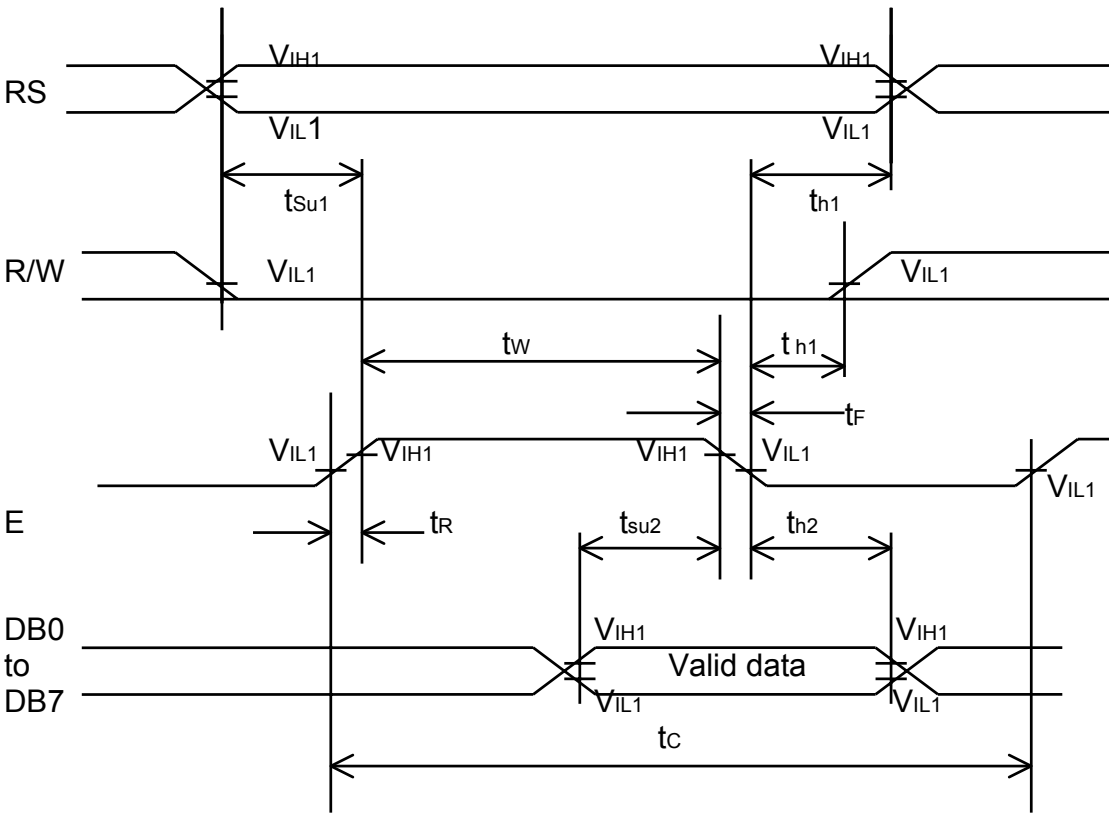 VIH1 VIH1
RS
VIL1 VIL1
tSu1 th1
R/W VIL1 VIL1
tW th1
tF
VIL1 VIH1 VIH1 VIL1
VIL1
E tR tsu2 th2
DB0 VIH1 VIH1
to Valid data
DB7 VIL1 VIL1
tC